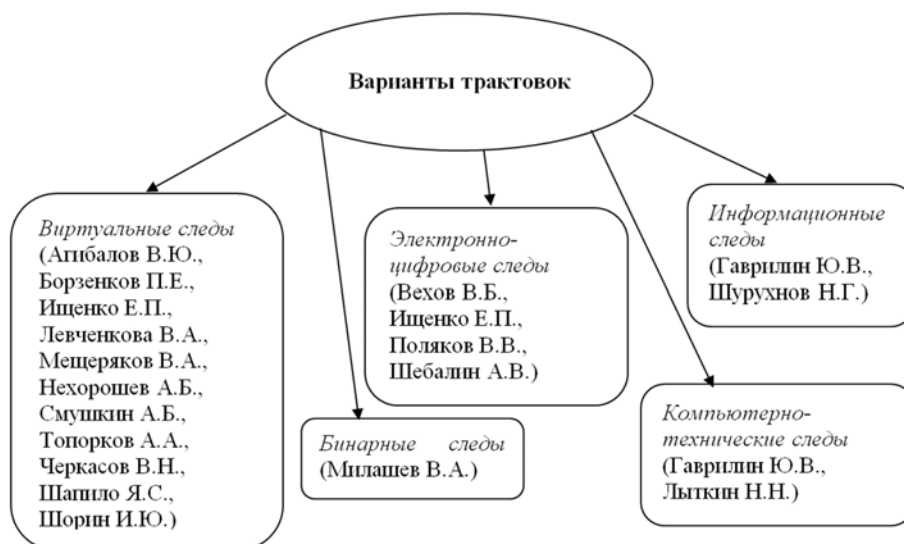 Варианты трактовок
Виртуальные следы
(Агибалов В.Ю.,
Борзенков П.Е.,
Ищенко Е.П.,
Левченкова В.А.,
Мещеряков В.А.,
Нехорошев А.Б.,
Смушкин А.Б.,
Топорков А.А.,
Черкасов В.Н.,
Шапило Я.С.,
Шорин И.Ю.)
Бинарные следы
(Милашев В.А.)
Электронно-
цифровые следы
(Вехов В.Б.,
Ищенко Е.П.,
Поляков В.В.,
Шебалин А.В.)
Компьютерно-
технические следы
(Гаврилин Ю.В.,
Лыткин Н.Н.)
Информационные
следы
(Гаврилин Ю.В.,
Шурухнов Н.Г.)